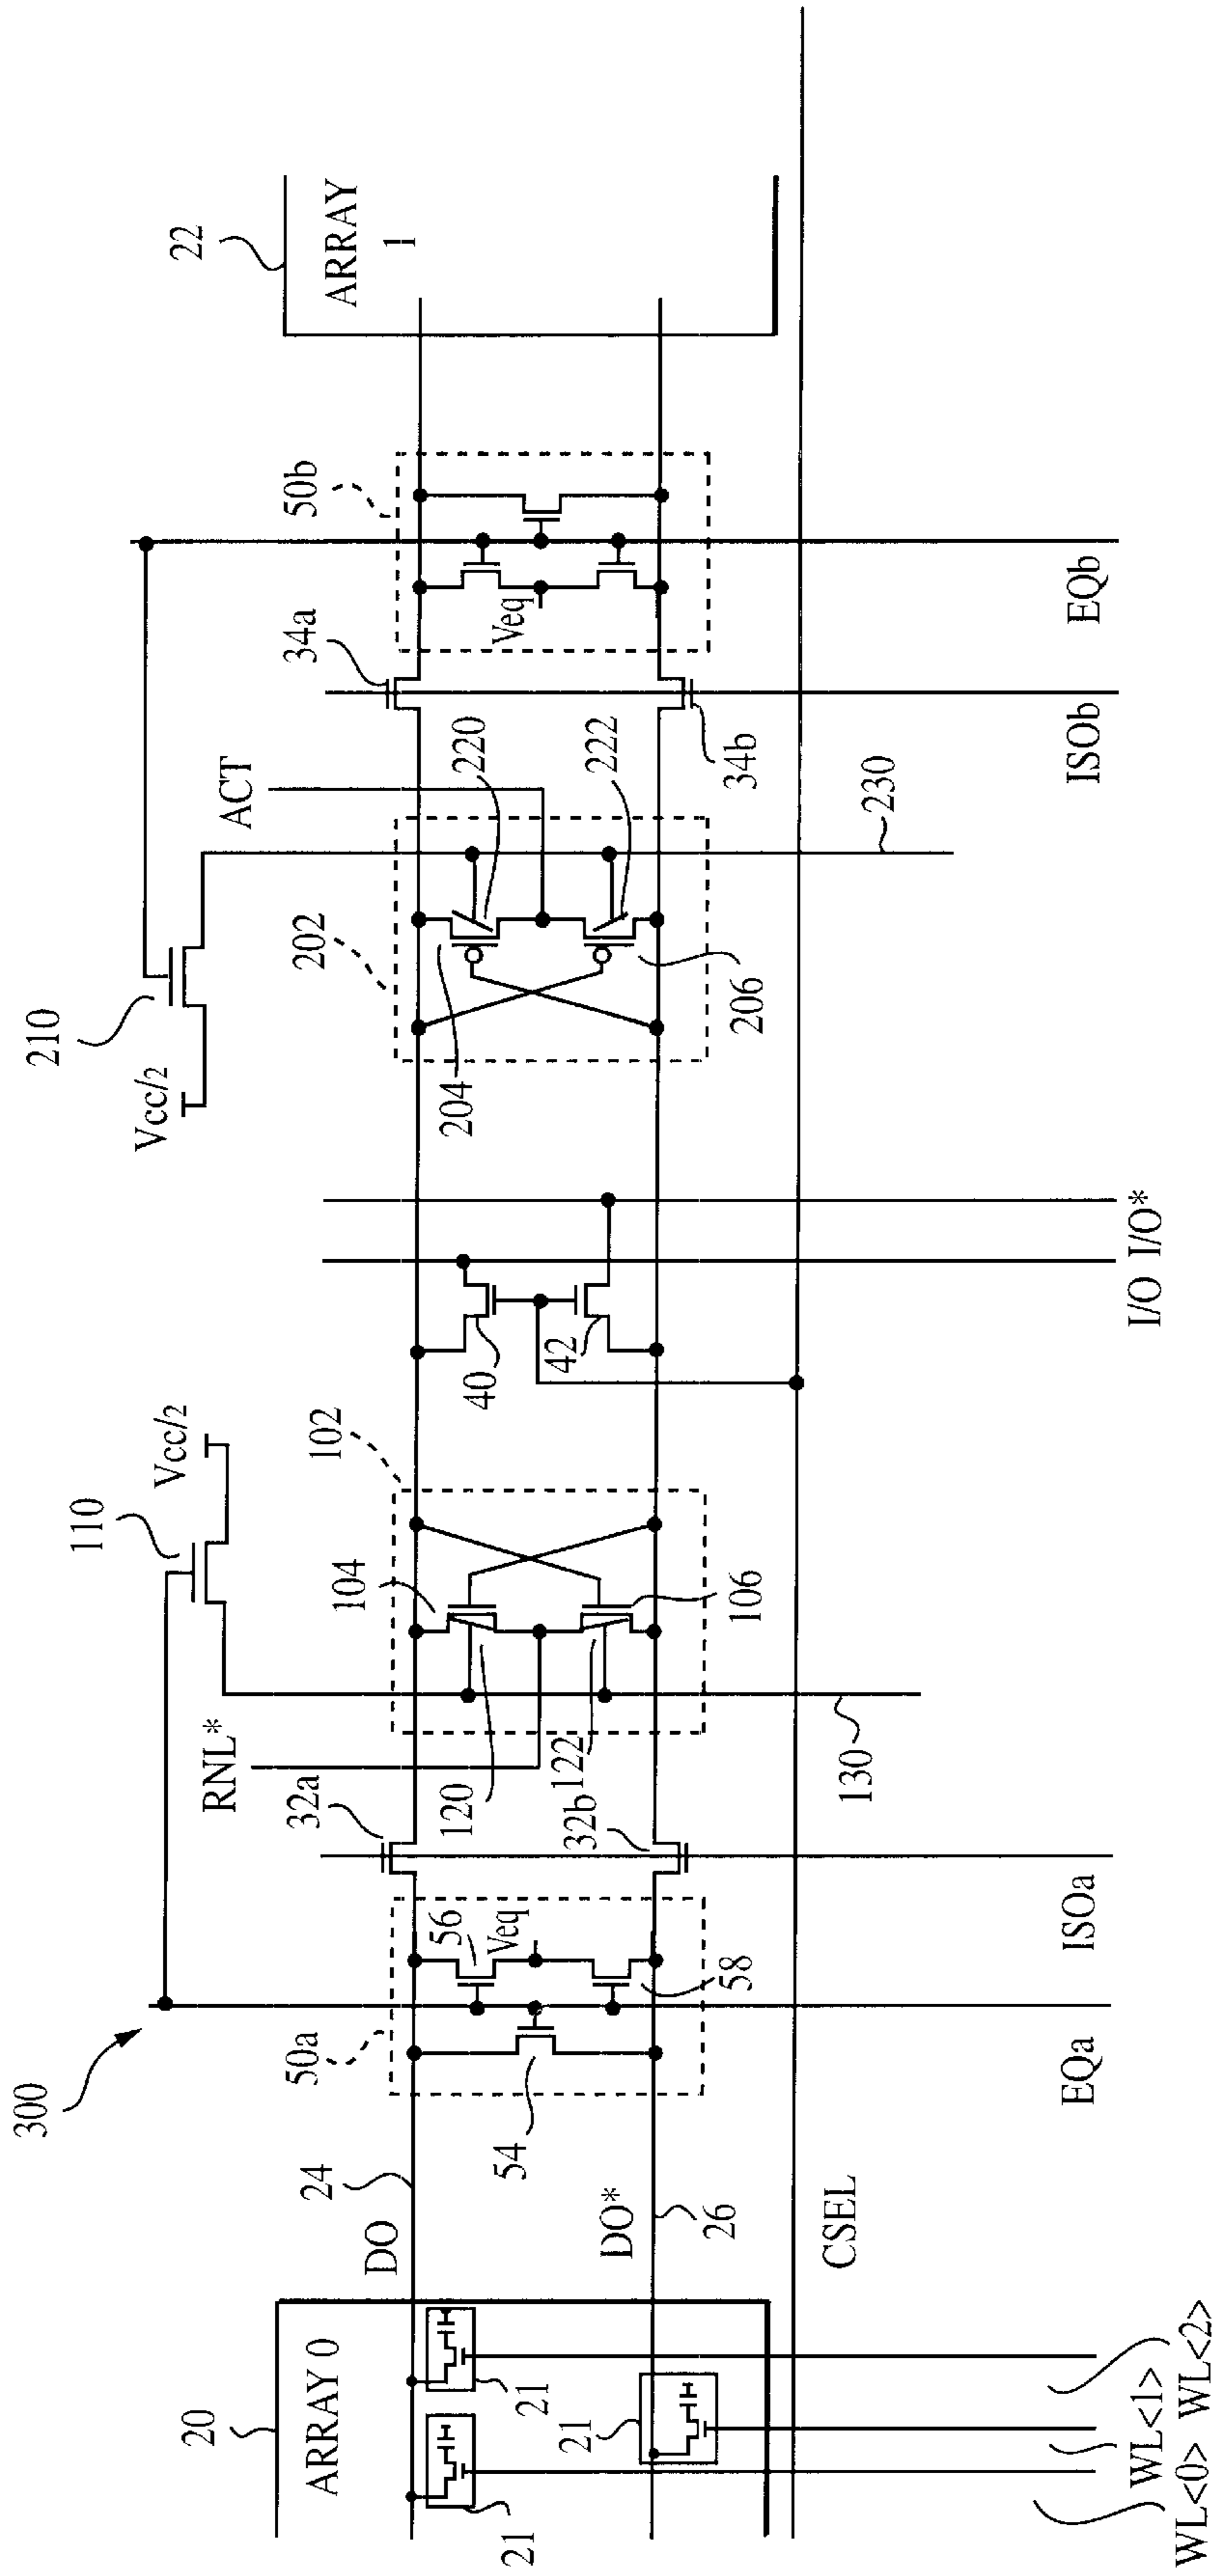 300
110
Vcc/2
210
Vcc/2
20
ARRAY 0
24
DO
50a
RNL*
32a
102
ACT
202
34a
50b
22
ARRAY
1
21
21
54
56
Veq
58
120
104
122
32b
106
40
42
204
206
220
222
34b
Veq
DO*
26
21
CSEL
130
230
WL<0>
WL<1>
WL<2>
EQa
ISOa
I/O
I/O*
ISOb
EQb